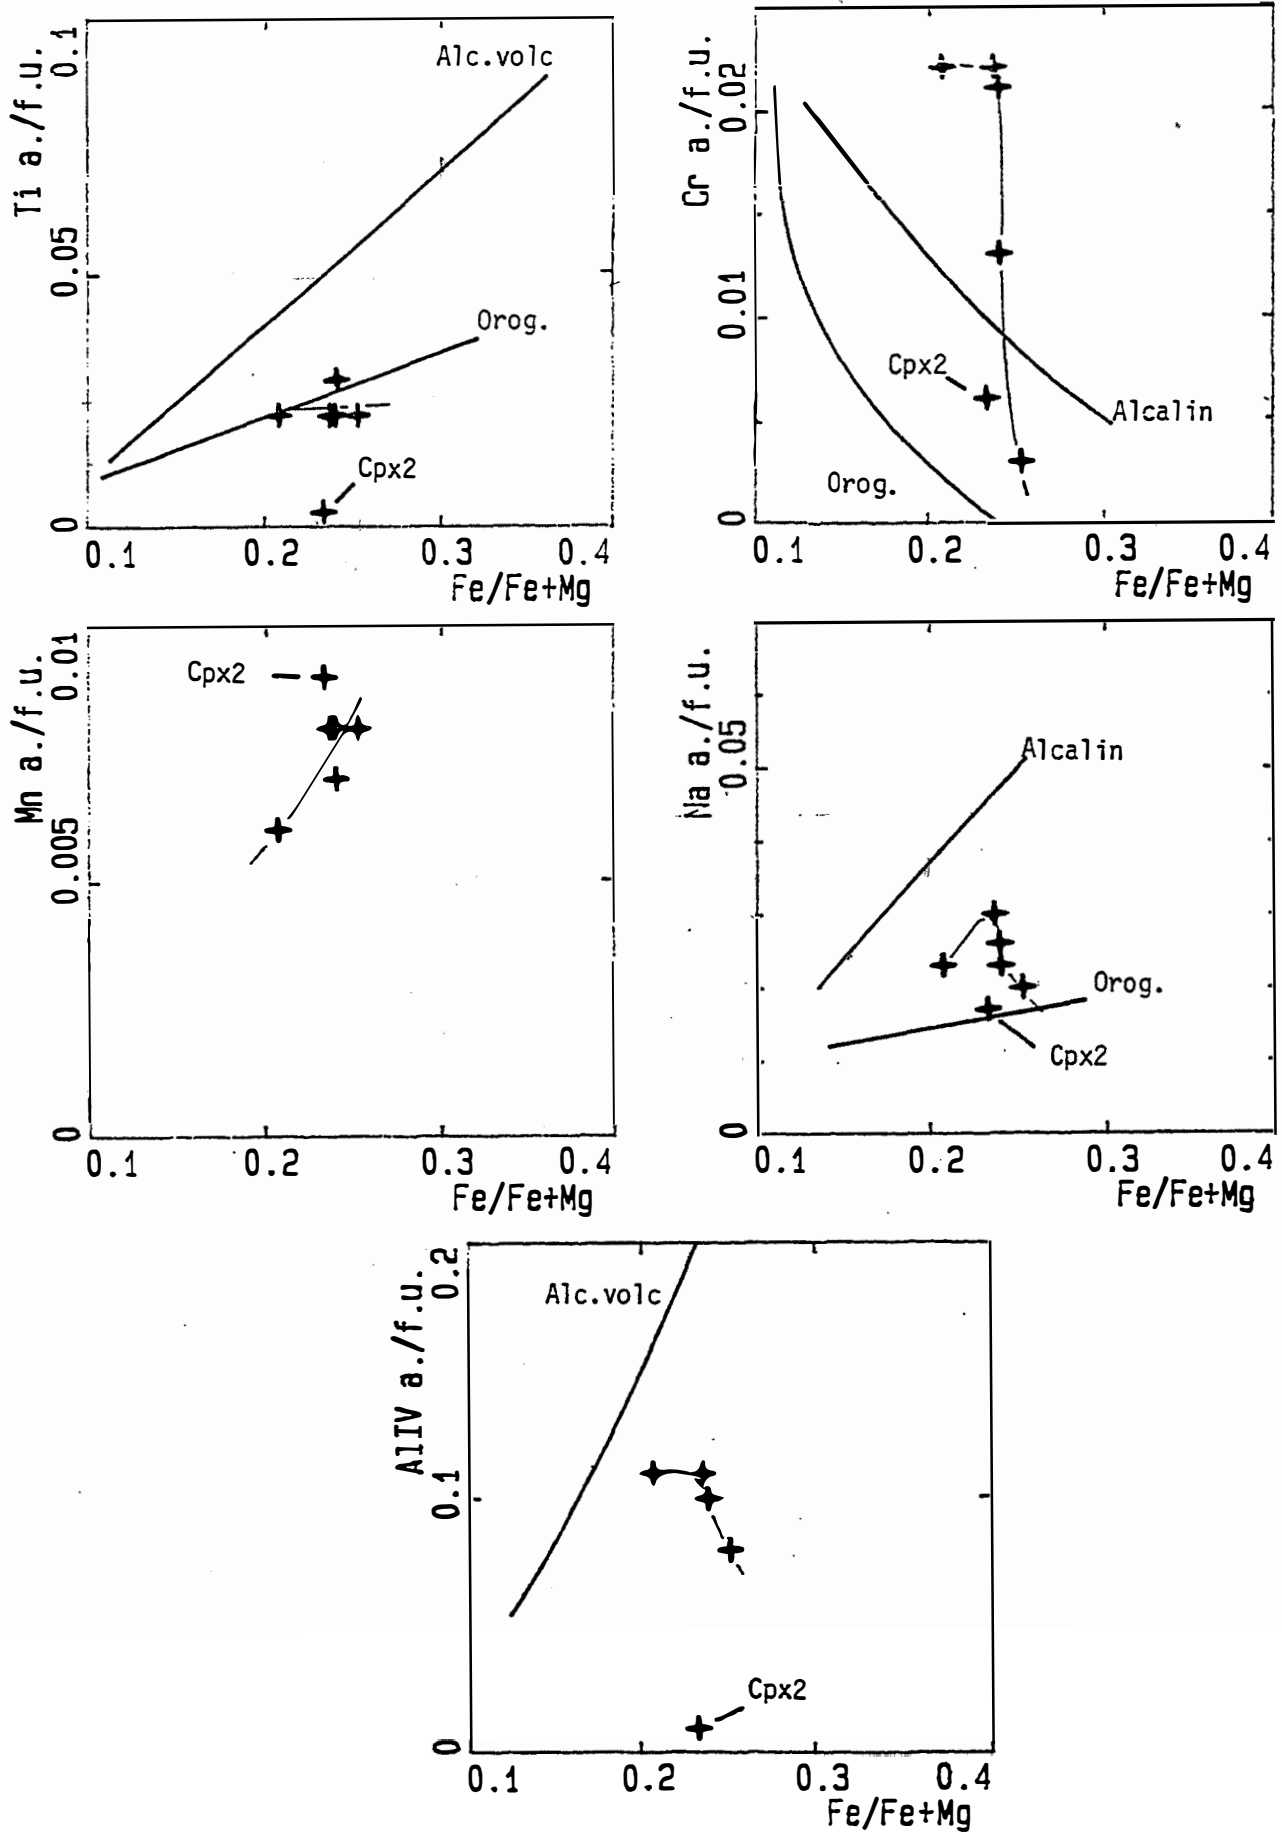 Ti a./f.u.
0.1
0.05
0
Alc.volc
Orog.
Cpx2
0.1 0.2 0.3 0.4
Fe/Fe+Mg
Cr a./f.u.
0.02
0.01
0
Cpx2
Alcalin
Orog.
0.1 0.2 0.3 0.4
Fe/Fe+Mg
Mn a./f.u.
0.01
0.005
0
Cpx2
0.1 0.2 0.3 0.4
Fe/Fe+Mg
Na a./f.u.
0.05
0
Alcalin
Orog.
Cpx2
0.1 0.2 0.3 0.4
Fe/Fe+Mg
AlIV a./f.u.
0.2
0.1
0
Alc.volc
Cpx2
0.1 0.2 0.3 0.4
Fe/Fe+Mg